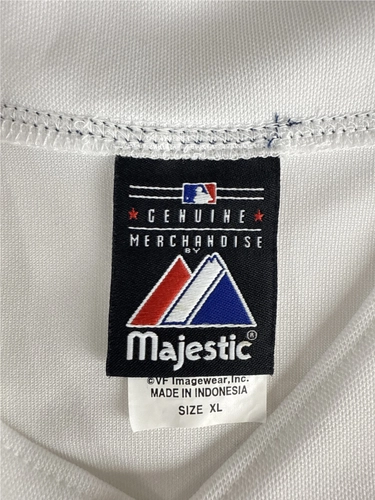 GENUINE
MERCHANDISE
BY
Majestic®
©VF Imagewear, Inc.
MADE IN INDONESIA
SIZE XL